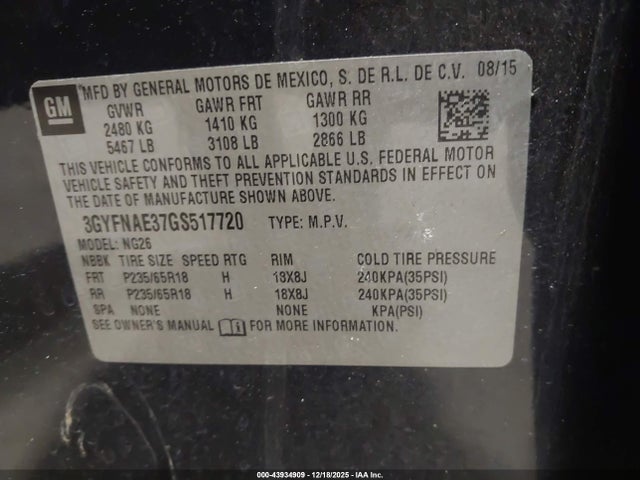 GM
*MFD BY GENERAL MOTORS DE MEXICO, S. DE R.L. DE C.V. 08/15
GVWR GAWR FRT GAWR RR
2480 KG 1410 KG 1300 KG
5467 LB 3108 LB 2866 LB
THIS VEHICLE CONFORMS TO ALL APPLICABLE U.S. FEDERAL MOTOR
VEHICLE SAFETY AND THEFT PREVENTION STANDARDS IN EFFECT ON
THE DATE OF MANUFACTURE SHOWN ABOVE.
3GYFNAE37GS517720 TYPE: M.P.V.
MODEL: NG26
NBBK TIRE SIZE SPEED RTG RIM COLD TIRE PRESSURE
FRT P235/65R18 H 18X8J 240KPA(35PSI)
RR P235/65R18 H 18X8J 240KPA(35PSI)
SPA NONE NONE KPA(PSI)
SEE OWNER'S MANUAL FOR MORE INFORMATION.
000-43934909 - 12/18/2025 - IAA Inc.